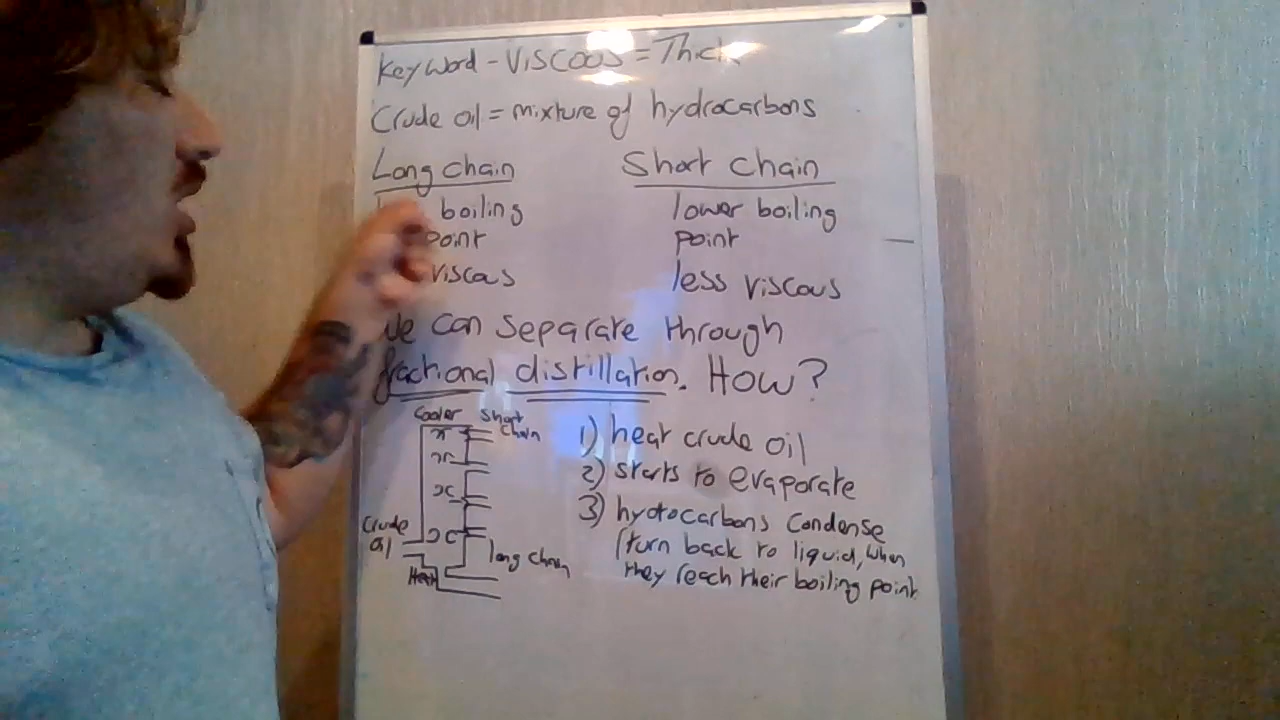 Keyword - Viscous = Thick
Crude oil = mixture of hydrocarbons
Long chain
Short chain
boiling
point
viscous
lower boiling
point
less viscous
We can separate through
fractional distillation. How?
Cooler
Short
chain
Crude
oil
Heat
long chain
1) heat crude oil
2) starts to evaporate
3) hydrocarbons condense
(turn back to liquid, when
they reach their boiling point